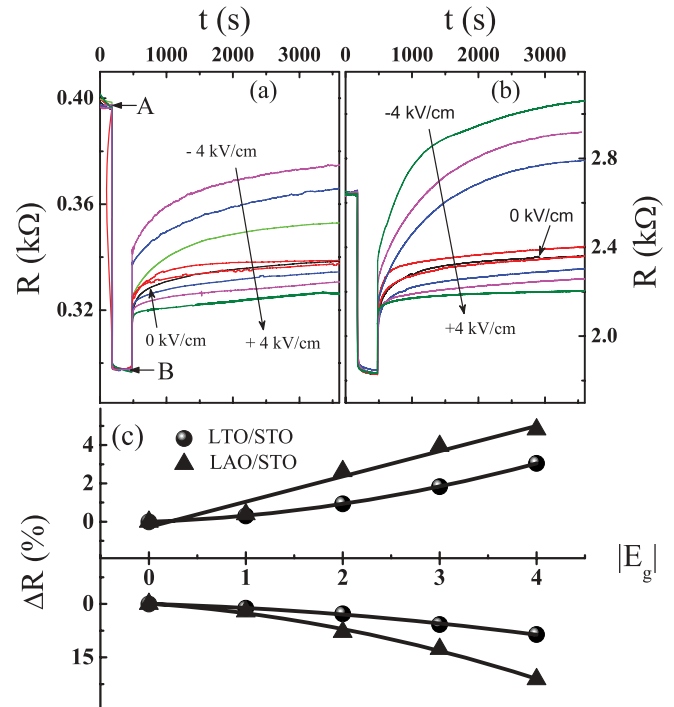 t (s) t (s)
0 1000 2000 3000 0 1000 2000 3000
(a) (b)
0.40 A
- 4 kV/cm -4 kV/cm
2.8
0.36
0 kV/cm
R (kΩ) 2.4 R (kΩ)
0.32
0 kV/cm + 4 kV/cm +4 kV/cm
2.0
B
(c) LTO/STO
LAO/STO
4
2
0
ΔR (%)
0 1 2 3 4 |E_g|
0
15